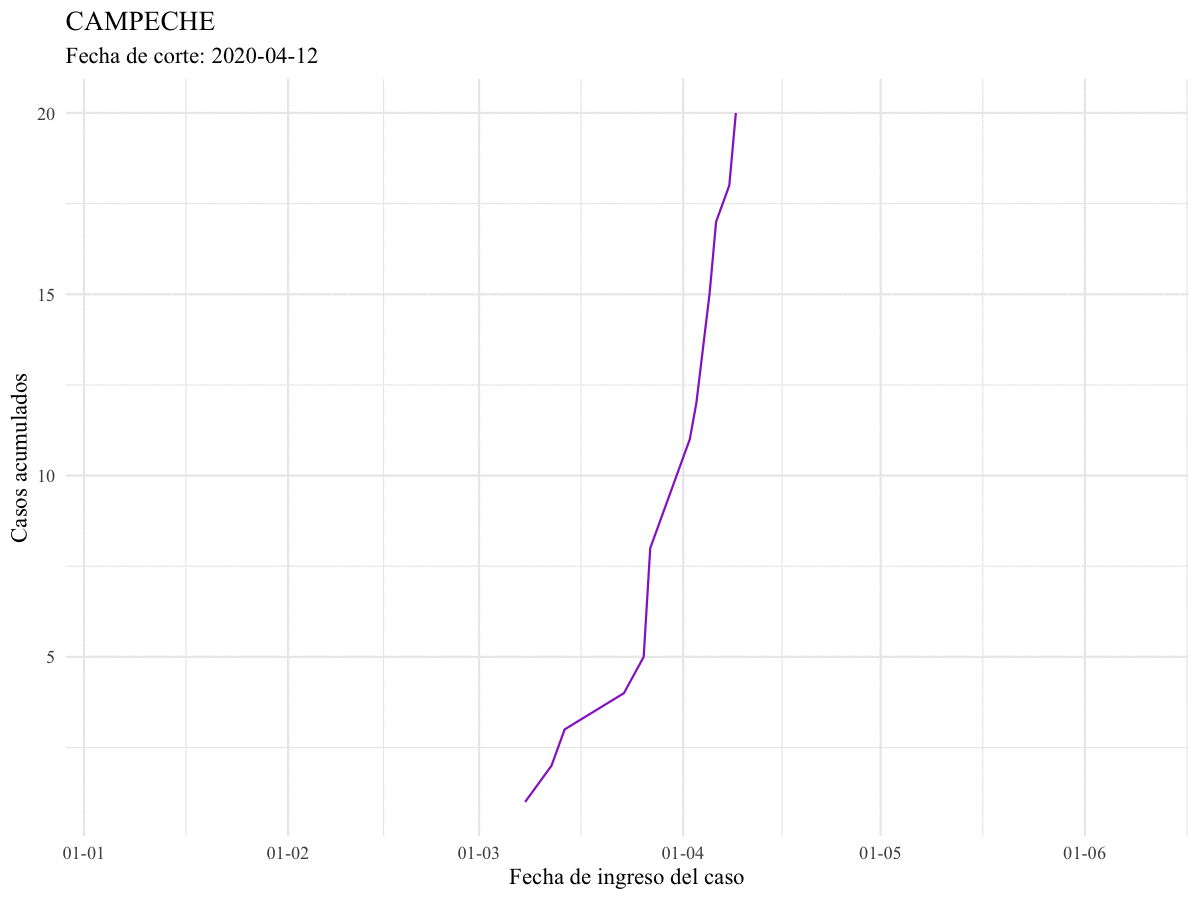 CAMPECHE
Fecha de corte: 2020-04-12
Casos acumulados
20
15
10
5
01-01 01-02 01-03 01-04 01-05 01-06
Fecha de ingreso del caso